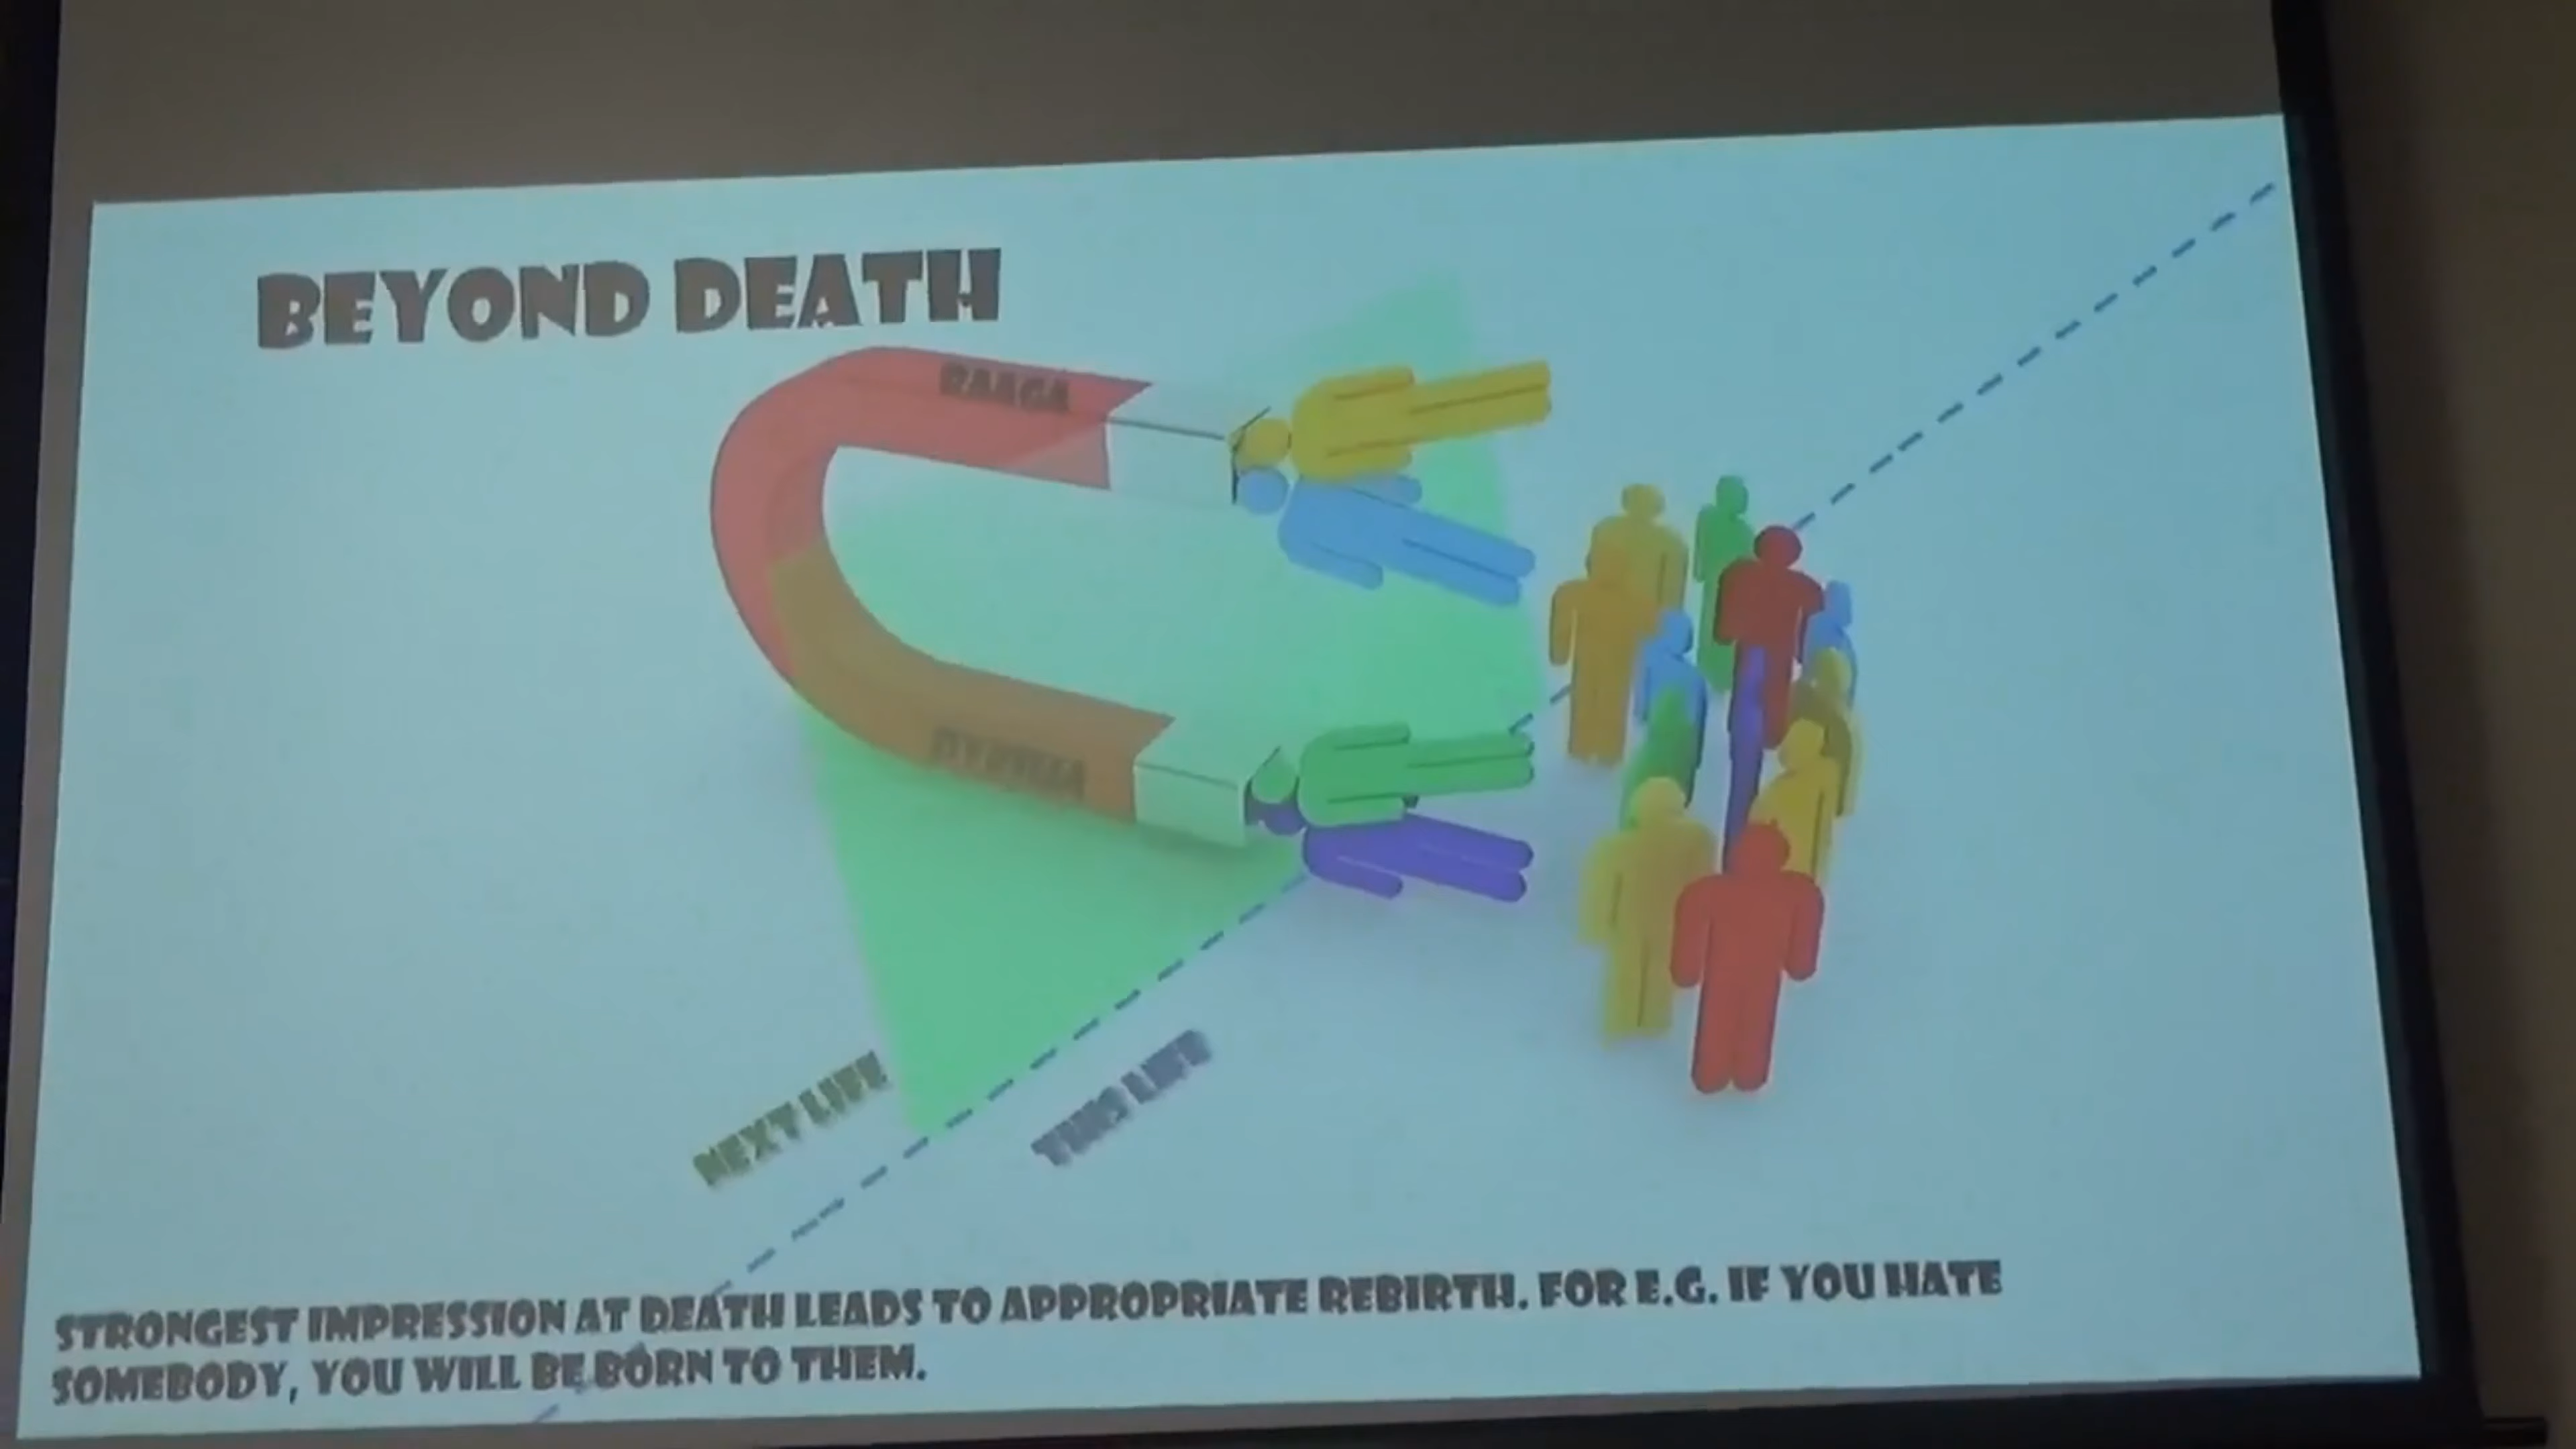 BEYOND DEATH
RAAGA
NEXT LIFE
THIS LIFE
STRONGEST IMPRESSION AT DEATH LEADS TO APPROPRIATE REBIRTH. FOR E.G. IF YOU HATE
SOMEBODY, YOU WILL BE BORN TO THEM.